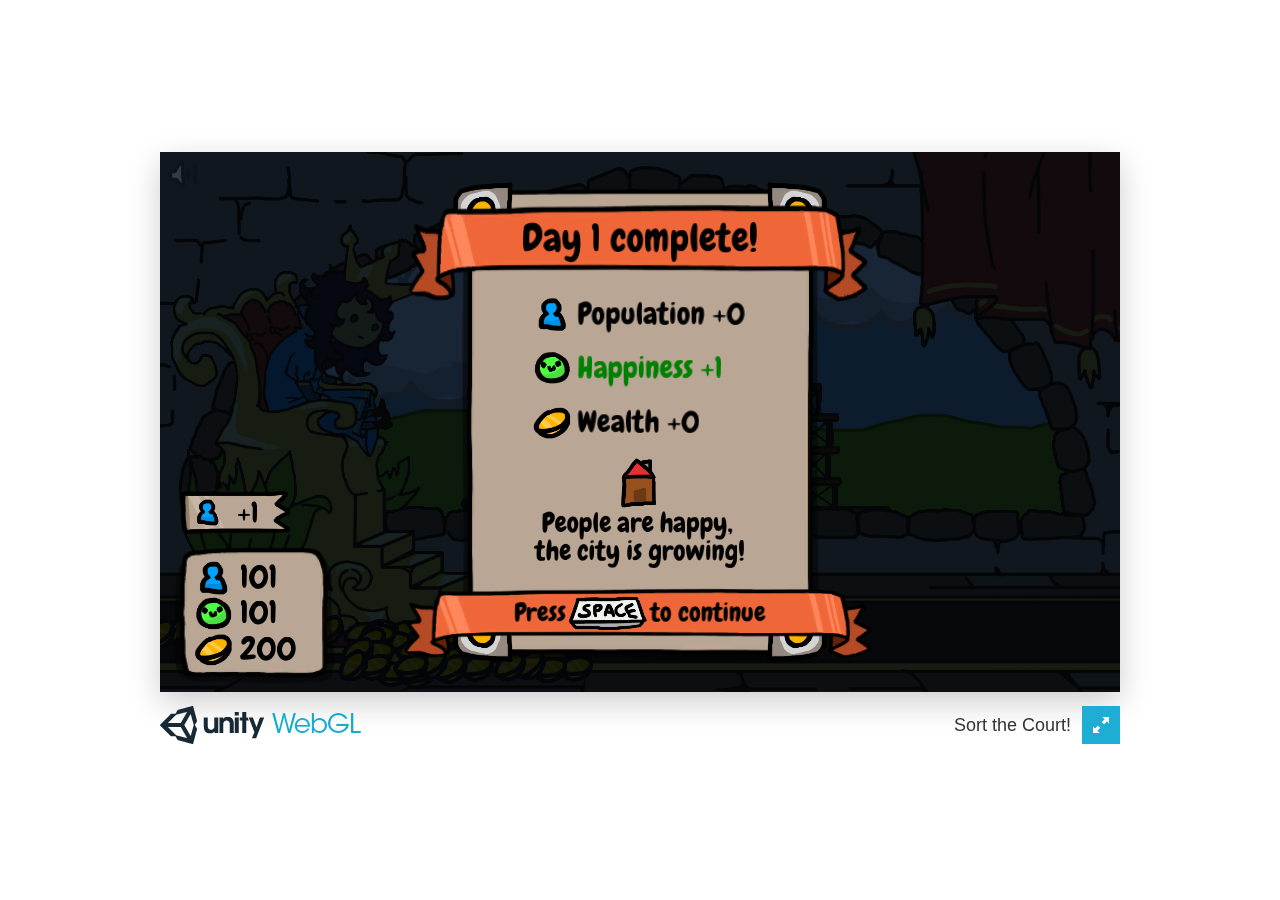 Day 1 complete!
Population +0
Happiness +1
Wealth +0
People are happy,
the city is growing!
Press SPACE to continue
+1
101
101
200
unity WebGL
Sort the Court!